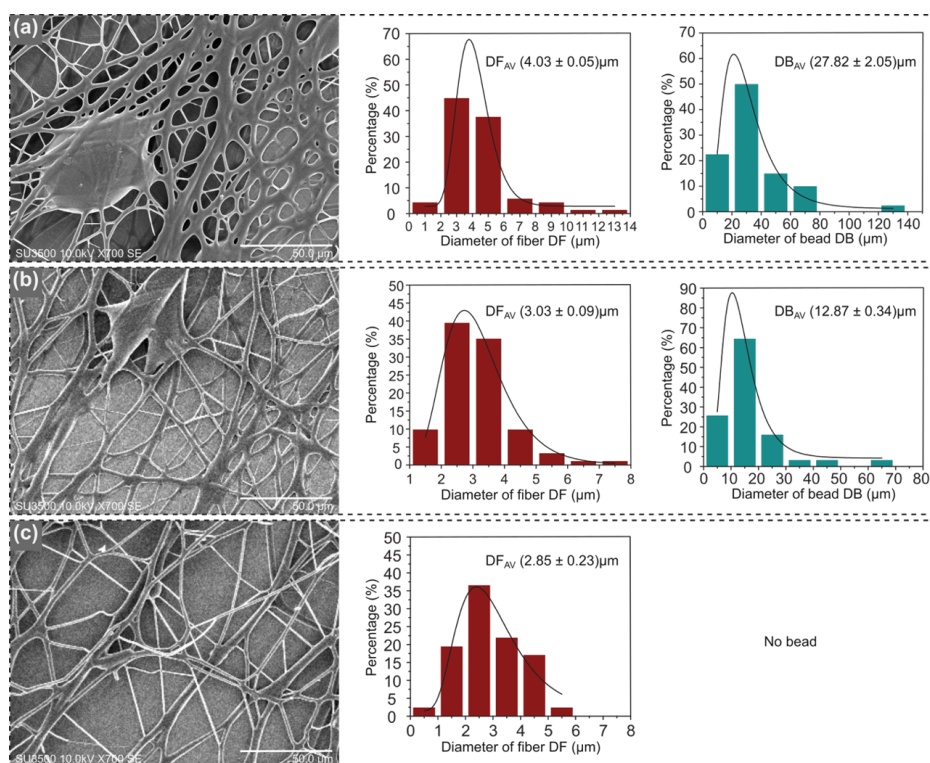 (a)
SU3500 10.0kV X700 SE
50.0 µm
70
60
50
40
30
20
10
0
Percentage (%)
DFAV (4.03 ± 0.05)µm
0 1 2 3 4 5 6 7 8 9 10 11 12 13 14
Diameter of fiber DF (µm)
70
60
50
40
30
20
10
0
Percentage (%)
DBAV (27.82 ± 2.05)µm
0 20 40 60 80 100 120 140
Diameter of bead DB (µm)
(b)
SU3500 10.0kV X700 SE
50.0 µm
50
45
40
35
30
25
20
15
10
5
0
Percentage (%)
DFAV (3.03 ± 0.09)µm
1 2 3 4 5 6 7 8
Diameter of fiber DF (µm)
90
80
70
60
50
40
30
20
10
0
Percentage (%)
DBAV (12.87 ± 0.34)µm
0 10 20 30 40 50 60 70 80
Diameter of bead DB (µm)
(c)
SU3500 10.0kV X700 SE
50.0 µm
50
45
40
35
30
25
20
15
10
5
0
Percentage (%)
DFAV (2.85 ± 0.23)µm
0 1 2 3 4 5 6 7 8
Diameter of fiber DF (µm)
No bead